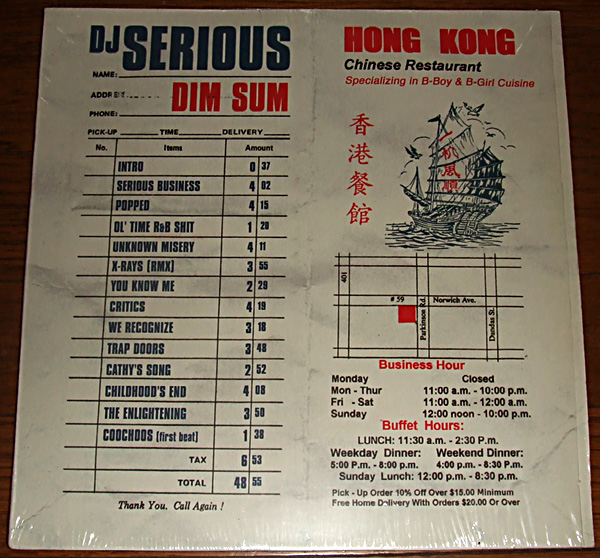 DJ SERIOUS
NAME:
ADDRESS
DIM SUM
PHONE:
PICK-UP TIME DELIVERY
No. Items Amount
INTRO 0 37
SERIOUS BUSINESS 4 02
POPPED 4 15
OL' TIME R&B SHIT 1 20
UNKNOWN MISERY 4 11
X-RAYS (RMX) 3 55
YOU KNOW ME 2 29
CRITICS 4 19
WE RECOGNIZE 3 18
TRAP DOORS 3 48
CATHY'S SONG 2 52
CHILDHOOD'S END 4 08
THE ENLIGHTENING 3 50
COOCHOOS (first beat) 1 38
TAX 6 53
TOTAL 48 55
Thank You. Call Again !
HONG KONG
Chinese Restaurant
Specializing in B-Boy & B-Girl Cuisine
香港餐館
一帆風順
401
# 59
Norwich Ave.
Parkinson Rd.
Dundas St.
Business Hour
Monday Closed
Mon - Thur 11:00 a.m. - 10:00 p.m.
Fri - Sat 11:00 a.m. - 12:00 a.m.
Sunday 12:00 noon - 10:00 p.m.
Buffet Hours:
LUNCH: 11:30 a.m. - 2:30 P.m.
Weekday Dinner: Weekend Dinner:
5:00 P.m. - 8:00 p.m. 4:00 p.m. - 8:30 P.m.
Sunday Lunch: 12:00 p.m. - 8:30 p.m.
Pick - Up Order 10% Off Over $15.00 Minimum
Free Home Delivery With Orders $20.00 Or Over